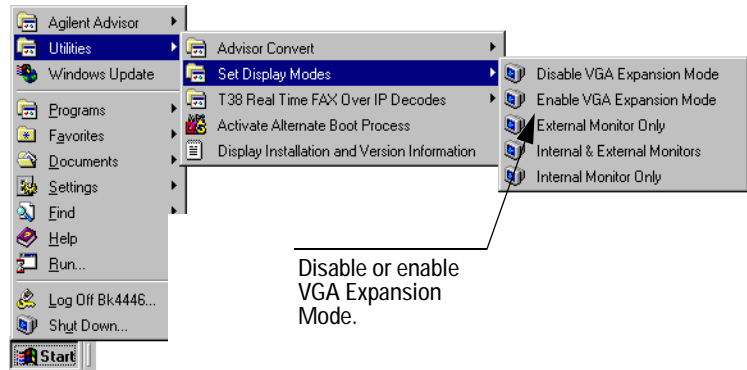 Agilent Advisor
Utilities
Windows Update
Programs
Favorites
Documents
Settings
Find
Help
Run...
Log Off Bk4446...
Shut Down...
Start
Advisor Convert
Set Display Modes
T38 Real Time FAX Over IP Decodes
Activate Alternate Boot Process
Display Installation and Version Information
Disable VGA Expansion Mode
Enable VGA Expansion Mode
External Monitor Only
Internal & External Monitors
Internal Monitor Only
Disable or enable
VGA Expansion
Mode.